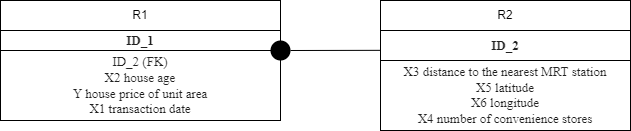 R1
ID_1
ID_2 (FK)
X2 house age
Y house price of unit area
X1 transaction date
R2
ID_2
X3 distance to the nearest MRT station
X5 latitude
X6 longitude
X4 number of convenience stores